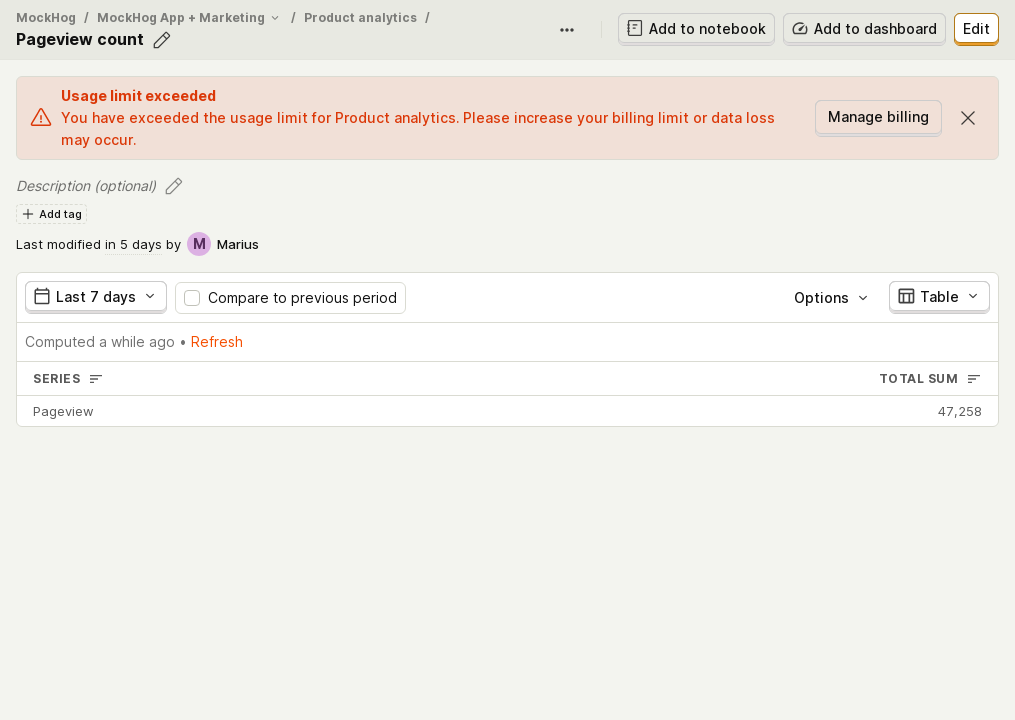 MockHog / MockHog App + Marketing / Product analytics /
Pageview count
Add to notebook
Add to dashboard
Edit
Usage limit exceeded
You have exceeded the usage limit for Product analytics. Please increase your billing limit or data loss
may occur.
Manage billing
Description (optional)
Add tag
Last modified in 5 days by M Marius
Last 7 days
Compare to previous period
Options
Table
Computed a while ago • Refresh
SERIES TOTAL SUM
Pageview 47,258